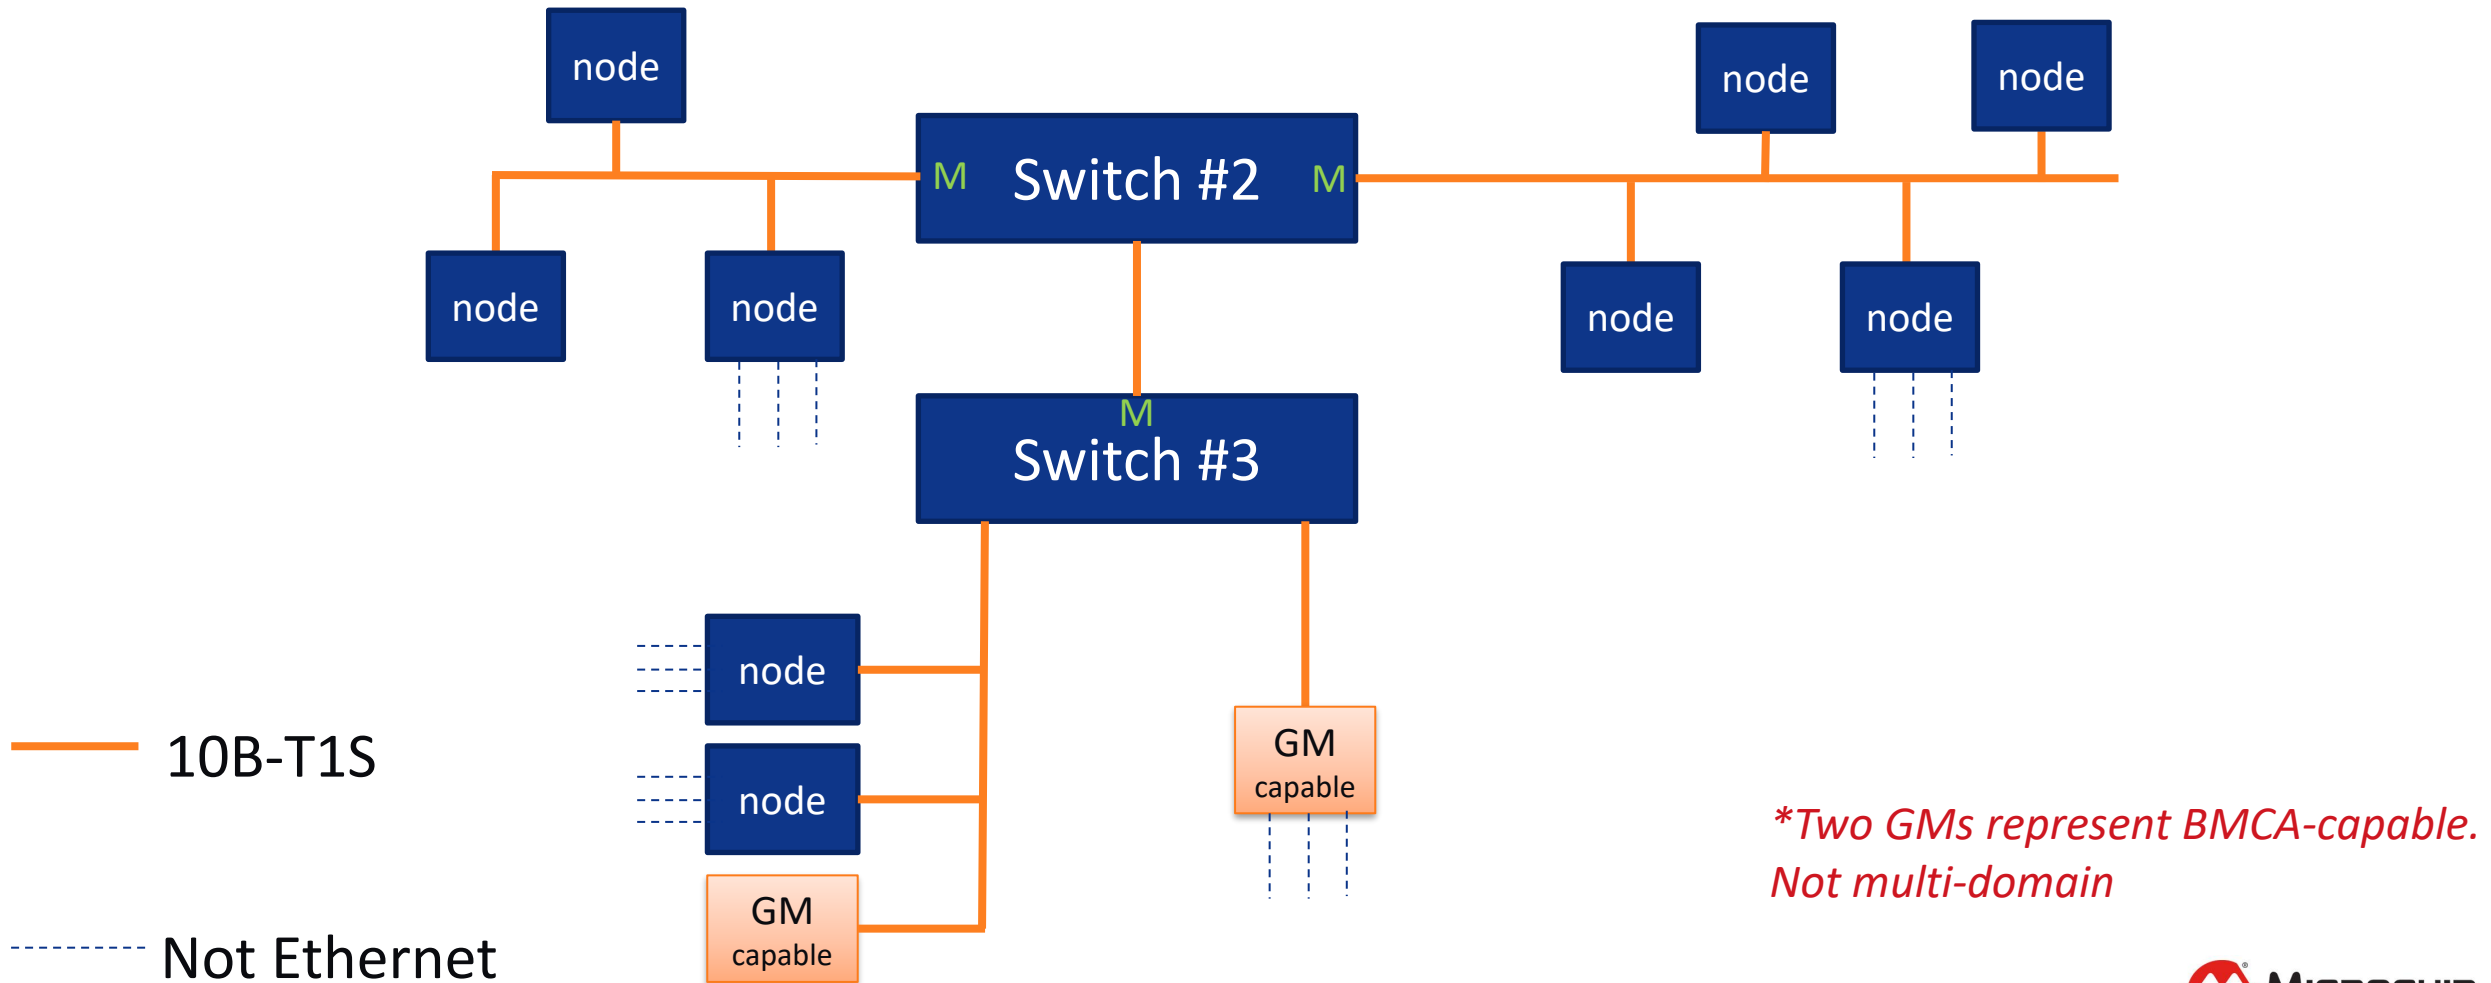 node
node
node
M Switch #2 M
node
node
node
node
M
Switch #3
node
node
GM
capable
GM
capable
10B-T1S
Not Ethernet
*Two GMs represent BMCA-capable.
Not multi-domain